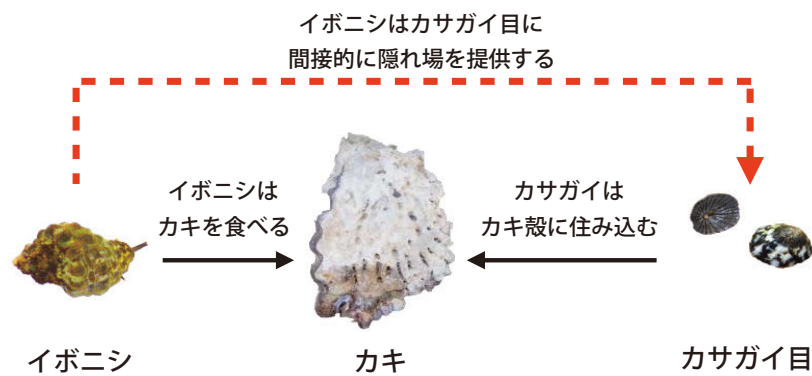 イボニシはカサガイ目に
間接的に隠れ場を提供する
イボニシは
カキを食べる
カサガイは
カキ殻に住み込む
イボニシ
カキ
カサガイ目